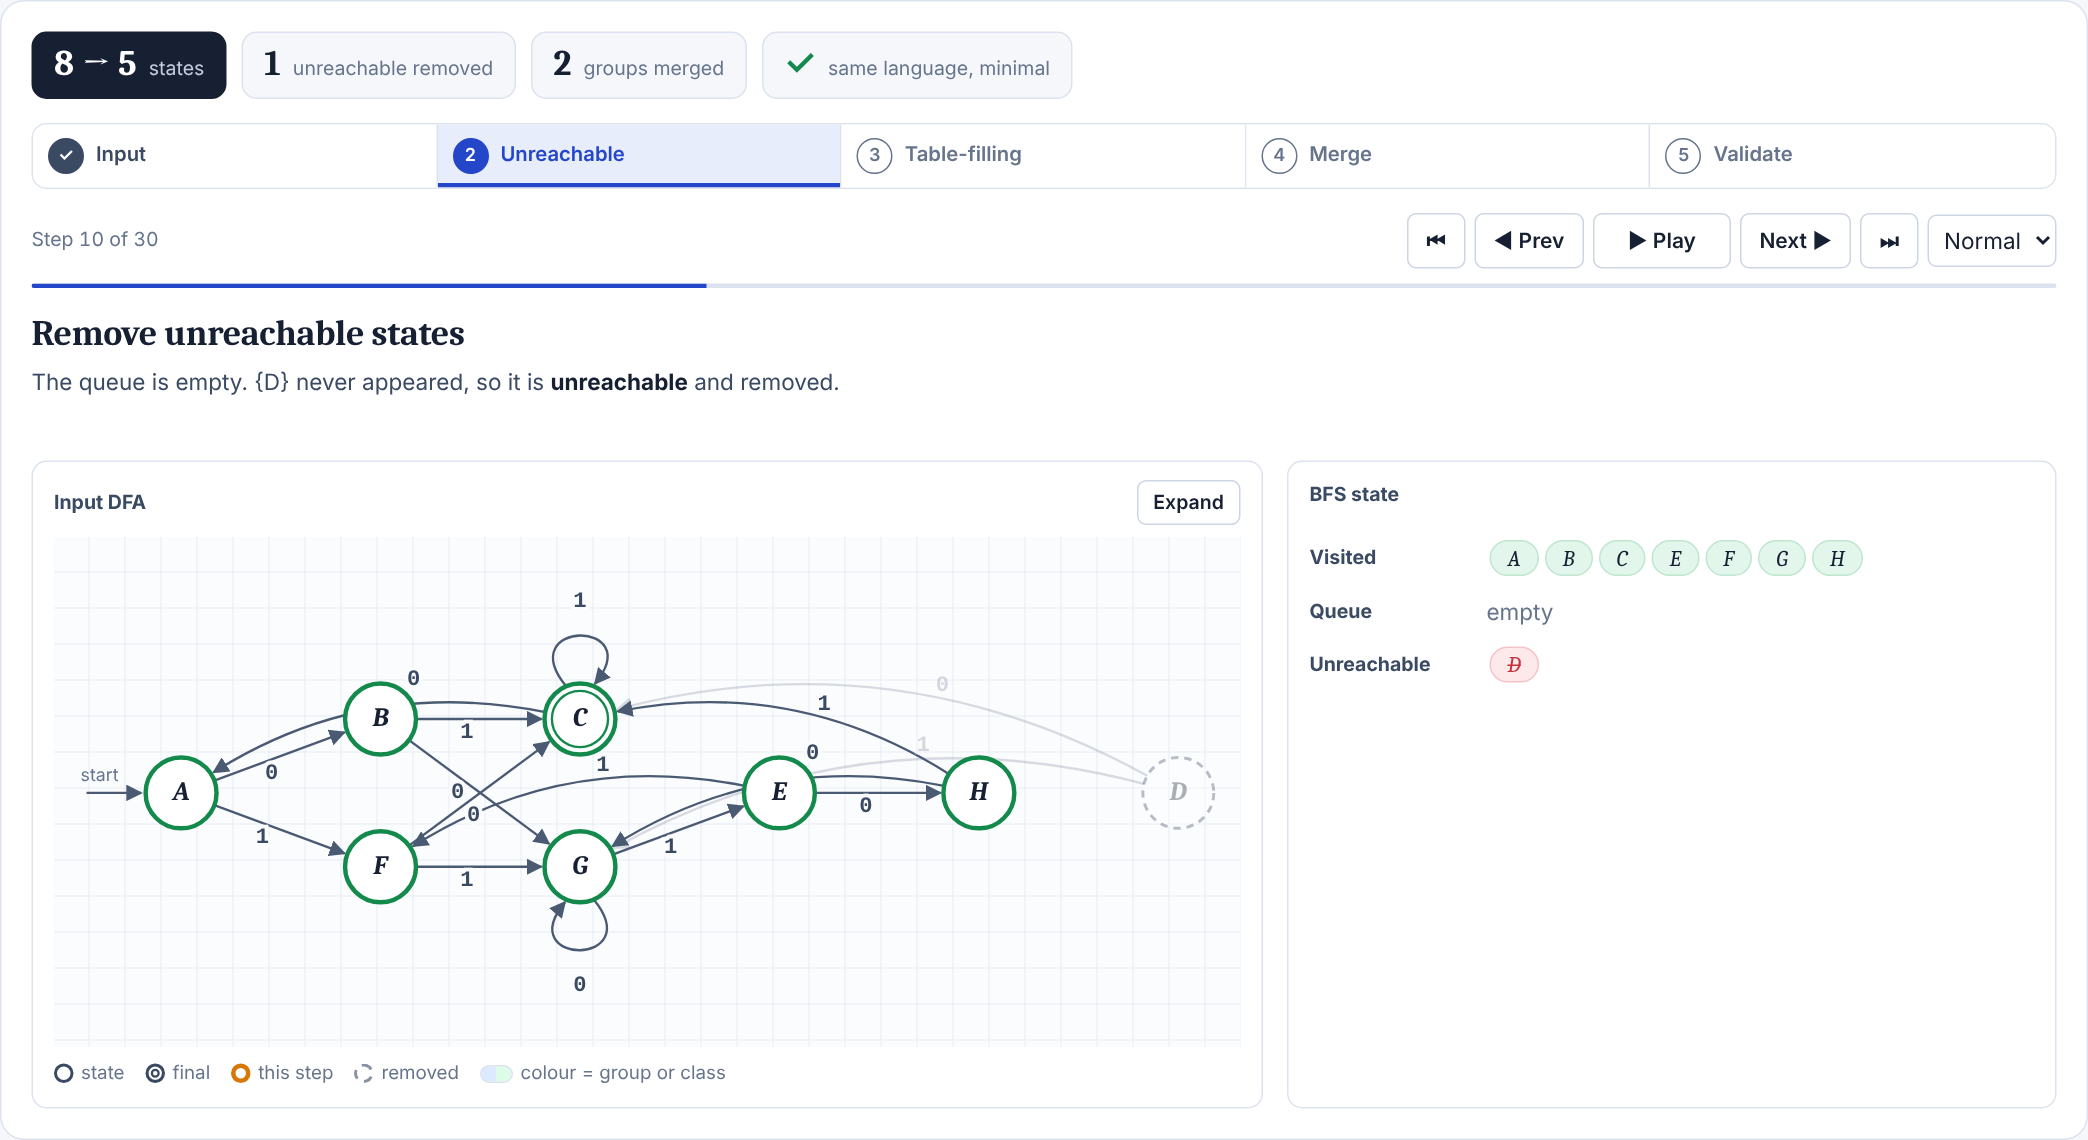 8 → 5 states
1 unreachable removed
2 groups merged
✓ same language, minimal
✓ Input
2 Unreachable
3 Table-filling
4 Merge
5 Validate
Step 10 of 30
⏮ ◀ Prev ▶ Play Next ▶ ⏭ Normal
Remove unreachable states
The queue is empty. {D} never appeared, so it is unreachable and removed.
Input DFA
Expand
1
0
0
1
B
C
1
1
1
0
start
0
1
A
0
E
H
D
0
0
0
1
1
F
G
1
0
state
final
this step
removed
colour = group or class
BFS state
Visited A B C E F G H
Queue empty
Unreachable D